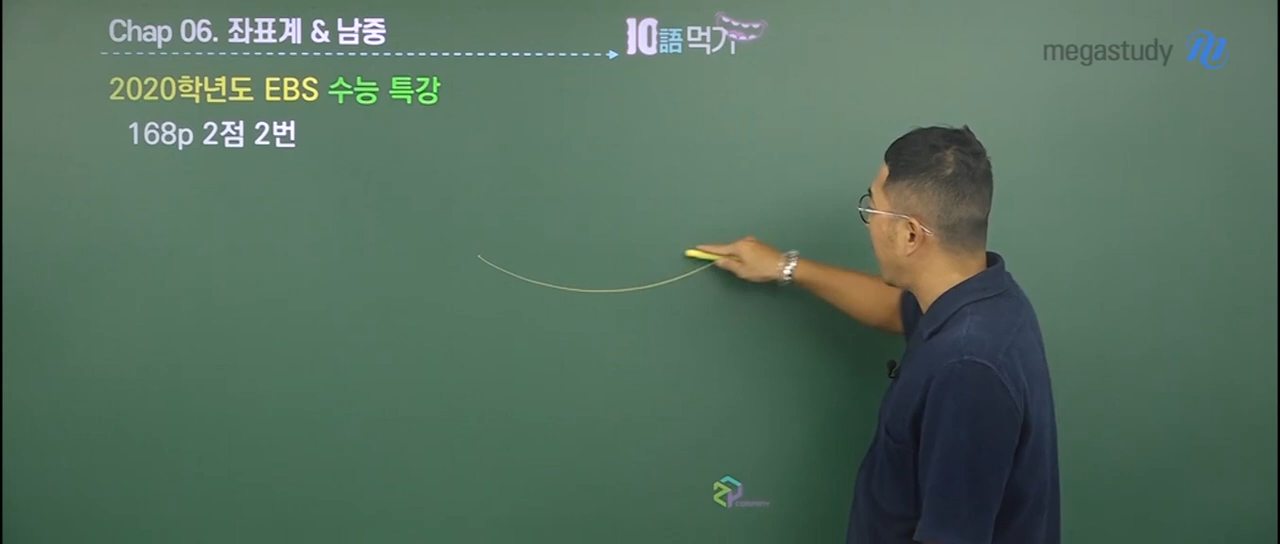 Chap 06. 좌표계 & 남중
10語먹기
megastudy
2020학년도 EBS 수능 특강
168p 2점 2번